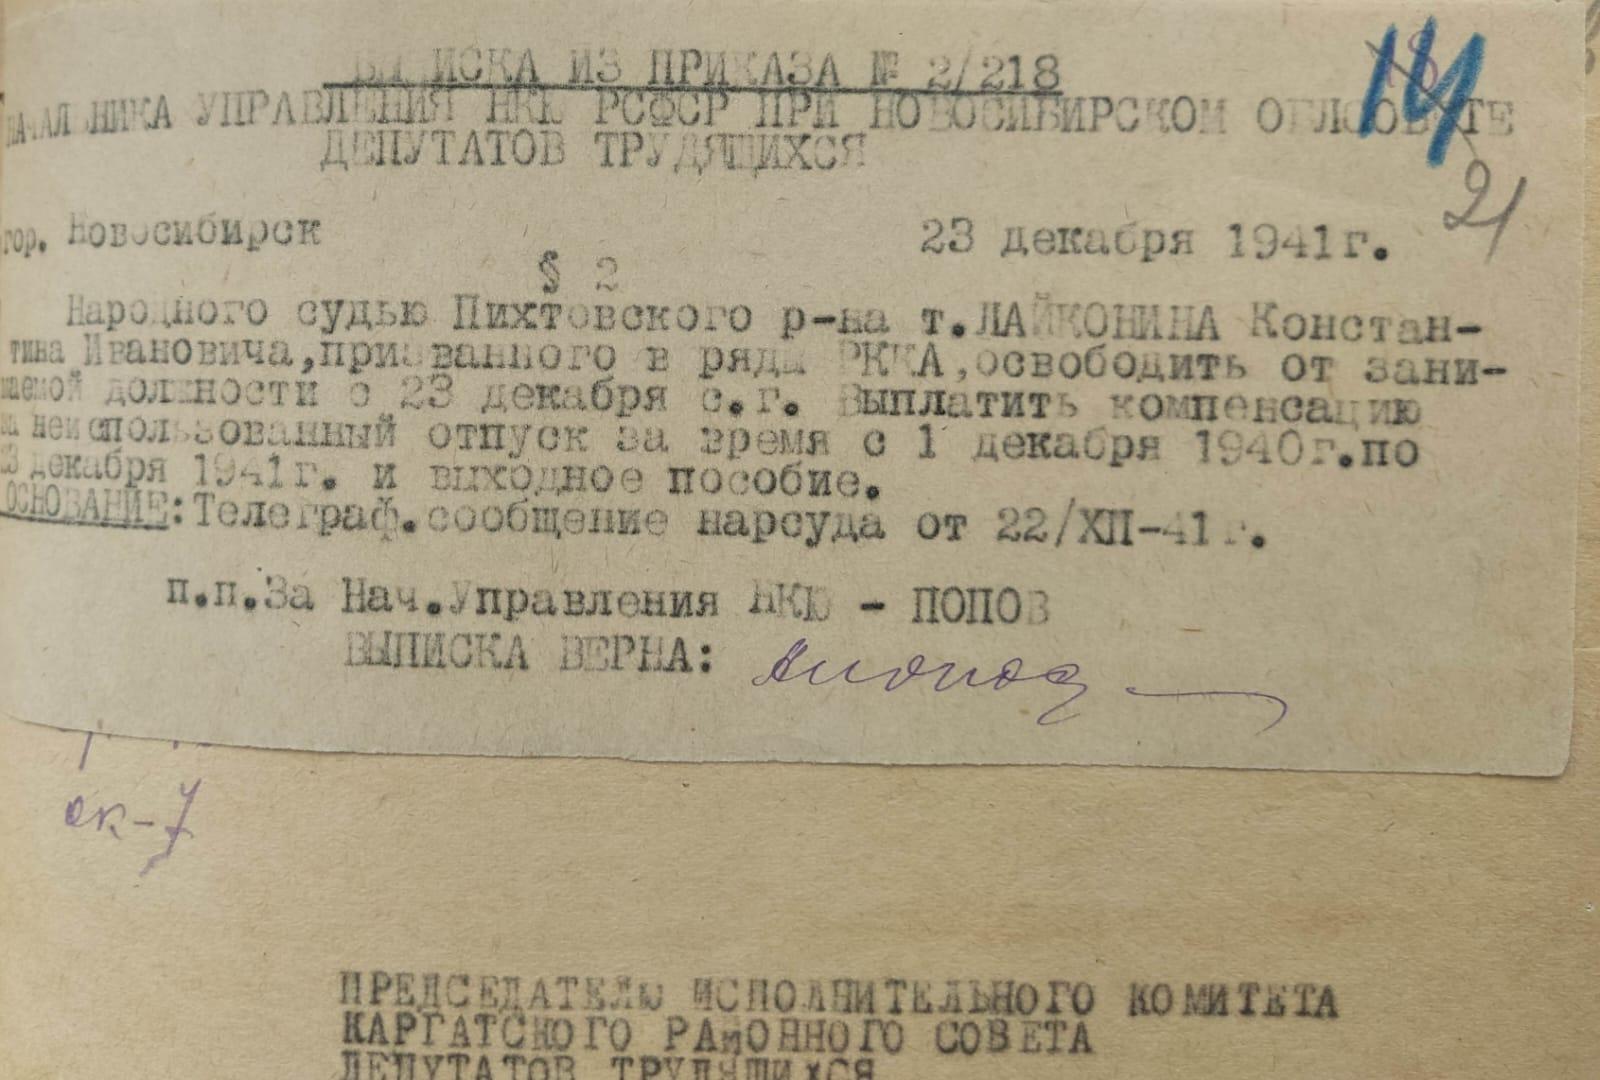 ВЫПИСКА ИЗ ПРИКАЗА № 2/218
НАЧАЛЬНИКА УПРАВЛЕНИЯ НКЮ РСФСР ПРИ НОВОСИБИРСКОМ ОБЛСОВЕТЕ
ДЕПУТАТОВ ТРУДЯЩИХСЯ
14
21
гор. Новосибирск 23 декабря 1941г.
§ 2
Народного судью Пихтовского р-на т.ЛАЙКОНИНА Констан-
тина Ивановича,призванного в ряды РККА,освободить от зани-
маемой должности с 23 декабря с.г. Выплатить компенсацию
за неиспользованный отпуск за время с 1 декабря 1940г.по
23 декабря 1941г. и выходное пособие.
ОСНОВАНИЕ:Телеграф.сообщение нарсуда от 22/ХП-41г.
п.п.За Нач.Управления НКЮ - ПОПОВ
ВЫПИСКА ВЕРНА:
ок-7
ПРЕДСЕДАТЕЛЮ ИСПОЛНИТЕЛЬНОГО КОМИТЕТА
КАРГАТСКОГО РАЙОННОГО СОВЕТА
ДЕПУТАТОВ ТРУДЯЩИХСЯ